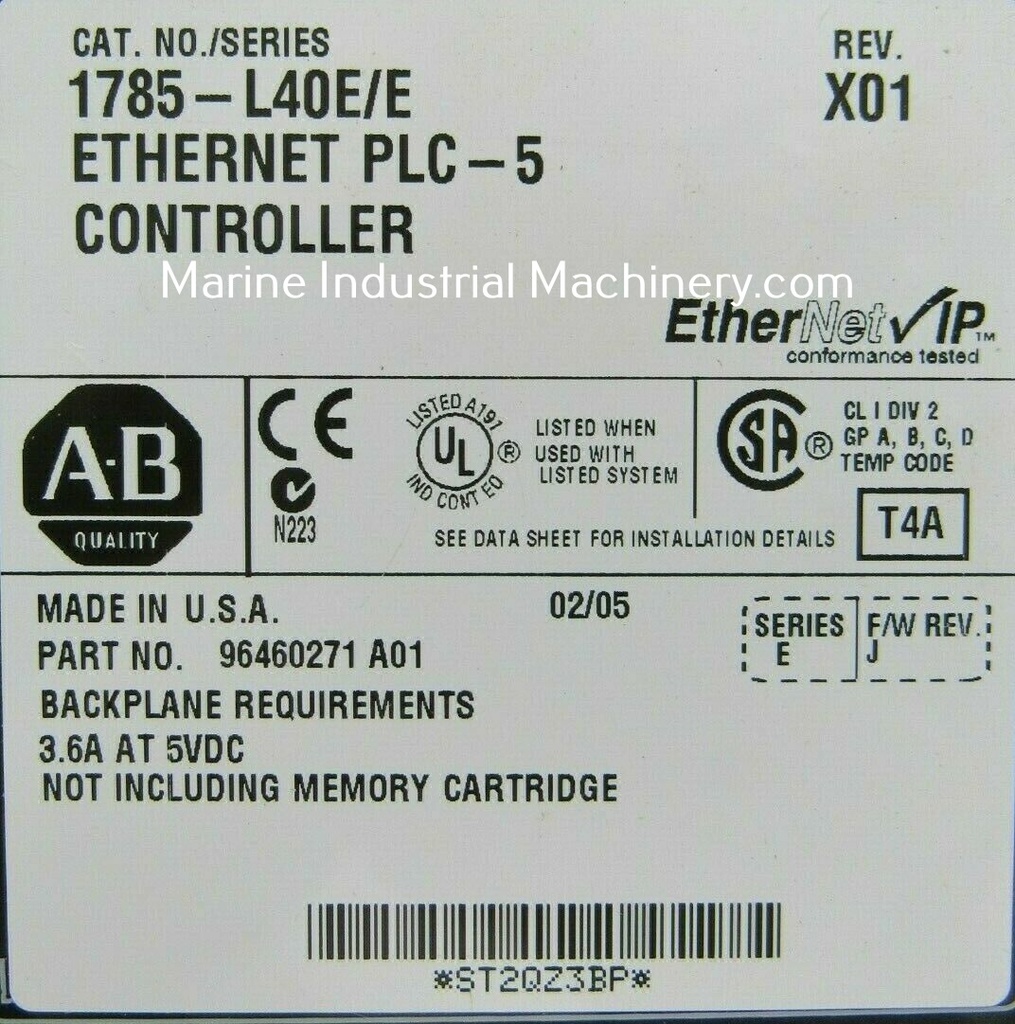 CAT. NO./SERIES
REV.
1785-L40E/E
X01
ETHERNET PLC-5
CONTROLLER
Marine Industrial Machinery.com
EtherNet/IP™
conformance tested
A·B
QUALITY
CE
N223
LISTED A197
UL ®
IND CONT EQ
LISTED WHEN
USED WITH
LISTED SYSTEM
SA ®
CL I DIV 2
GP A, B, C, D
TEMP CODE
T4A
SEE DATA SHEET FOR INSTALLATION DETAILS
MADE IN U.S.A.
02/05
SERIES
E
F/W REV.
J
PART NO. 96460271 A01
BACKPLANE REQUIREMENTS
3.6A AT 5VDC
NOT INCLUDING MEMORY CARTRIDGE
*ST2QZ3BP*